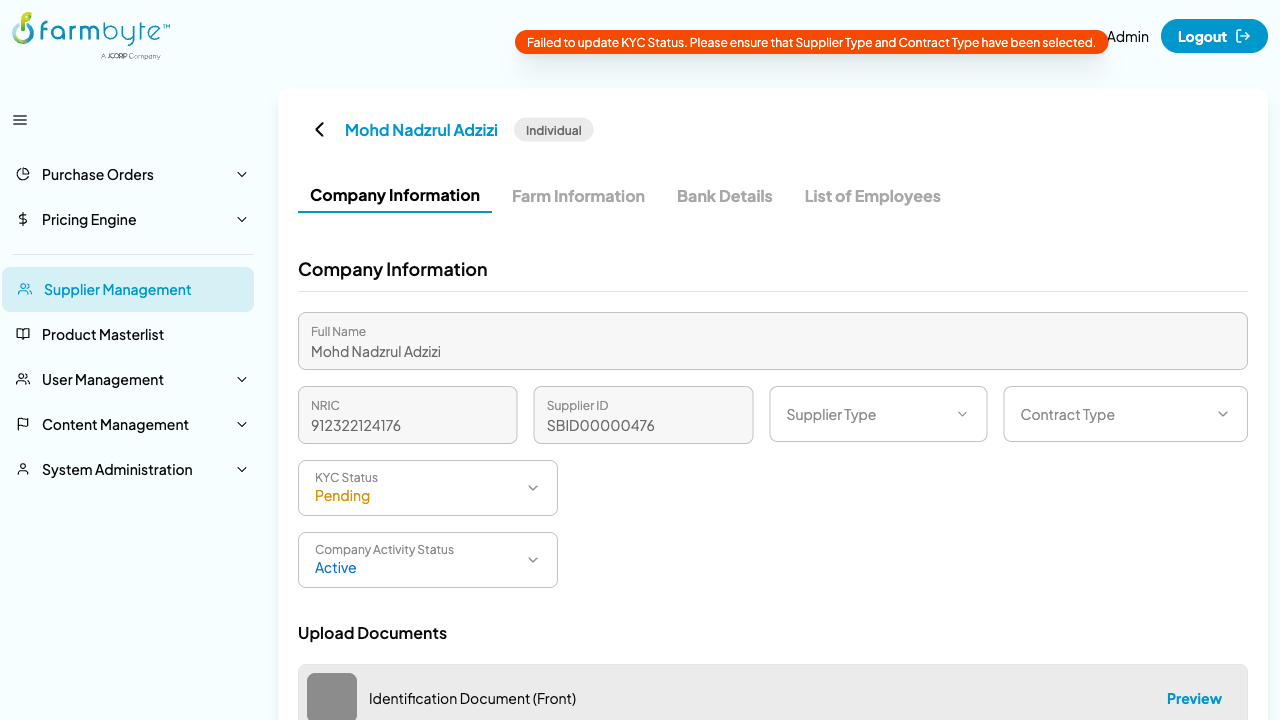 farmbyte™
A JCORP Company
Failed to update KYC Status. Please ensure that Supplier Type and Contract Type have been selected.
Admin
Logout
Mohd Nadzrul Adzizi
Individual
Purchase Orders
Pricing Engine
Supplier Management
Product Masterlist
User Management
Content Management
System Administration
Company Information
Farm Information
Bank Details
List of Employees
Company Information
Full Name
Mohd Nadzrul Adzizi
NRIC
912322124176
Supplier ID
SBID00000476
Supplier Type
Contract Type
KYC Status
Pending
Company Activity Status
Active
Upload Documents
Identification Document (Front)
Preview